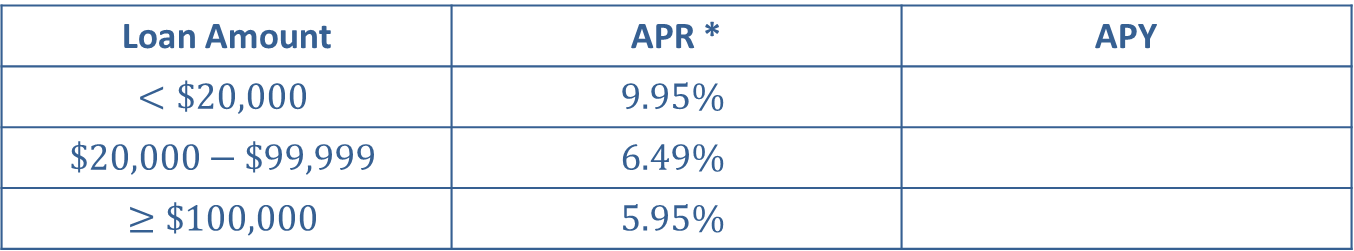 Loan Amount APR * APY
< $20,000 9.95%
$20,000 – $99,999 6.49%
≥ $100,000 5.95%